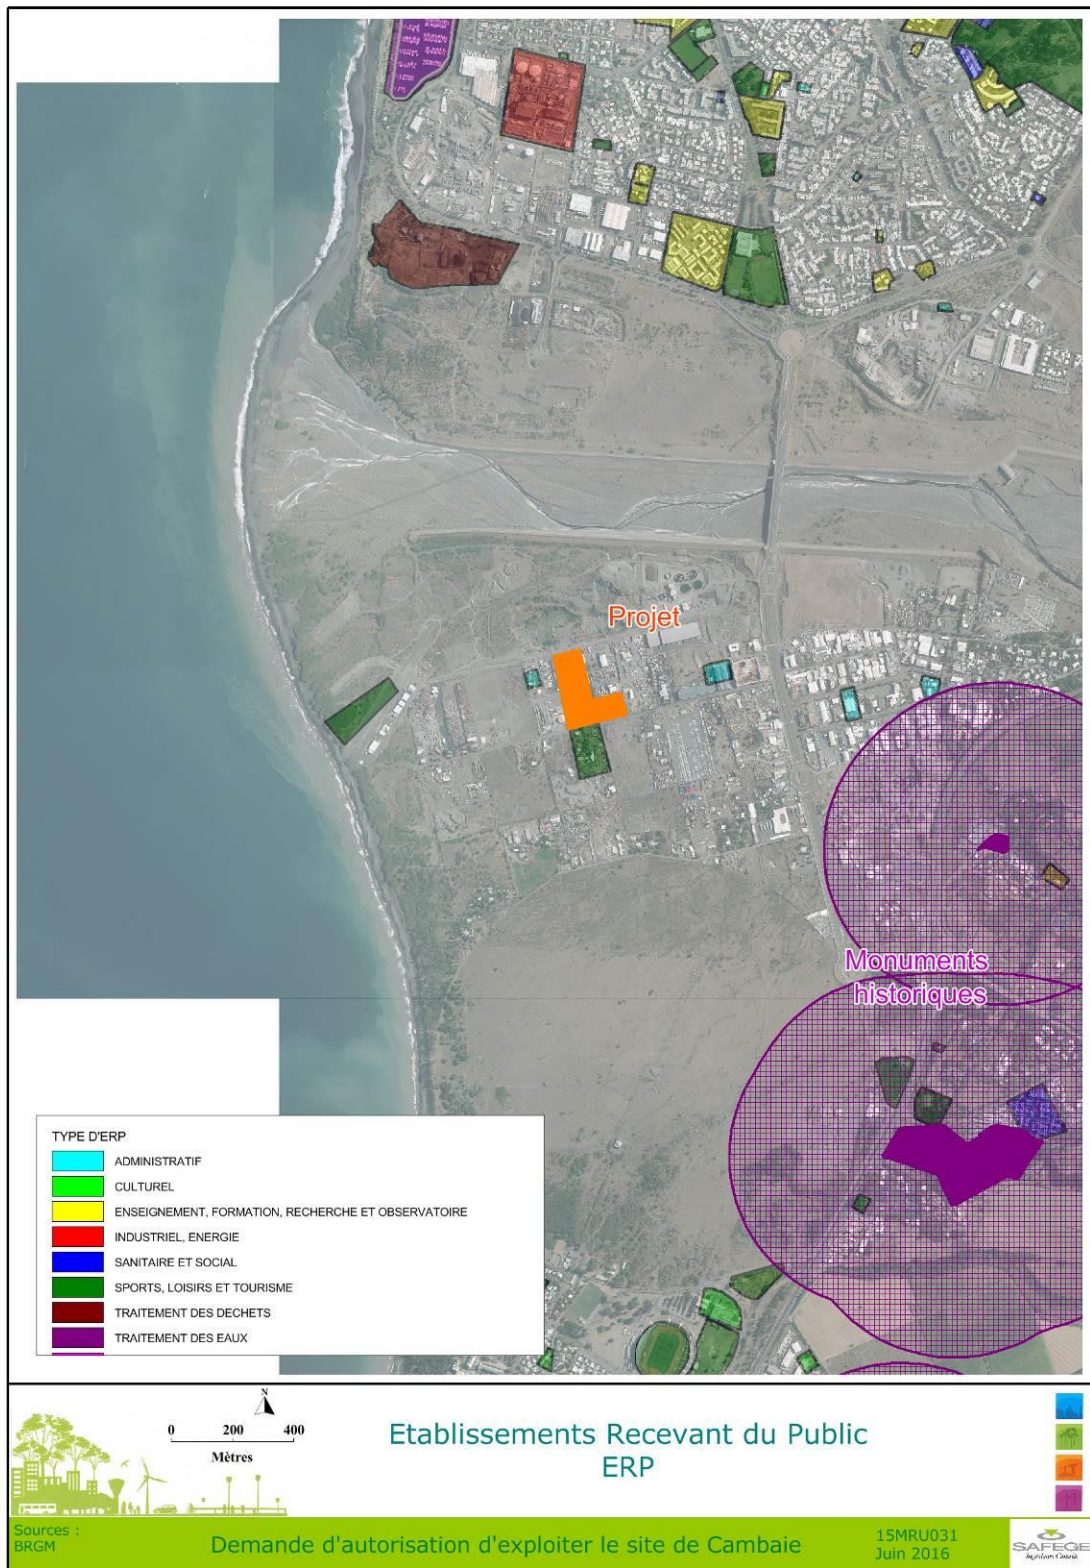 Projet
Monuments
historiques
TYPE D'ERP
ADMINISTRATIF
CULTUREL
ENSEIGNEMENT, FORMATION, RECHERCHE ET OBSERVATOIRE
INDUSTRIEL, ENERGIE
SANITAIRE ET SOCIAL
SPORTS, LOISIRS ET TOURISME
TRAITEMENT DES DECHETS
TRAITEMENT DES EAUX
N
0 200 400
Mètres
Etablissements Recevant du Public
ERP
Sources :
BRGM
Demande d'autorisation d'exploiter le site de Cambaie
15MRU031
Juin 2016
SAFEGE
Ingénieurs Conseils